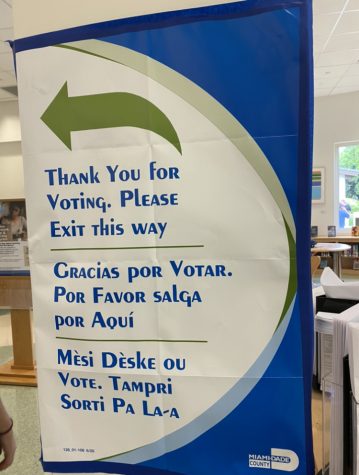 Thank You for
Voting. Please
Exit this way
Gracias por Votar.
Por Favor salga
por Aquí
Mèsi Dèske ou
Vote. Tampri
Sorti Pa La-a
MIAMI-DADE
COUNTY